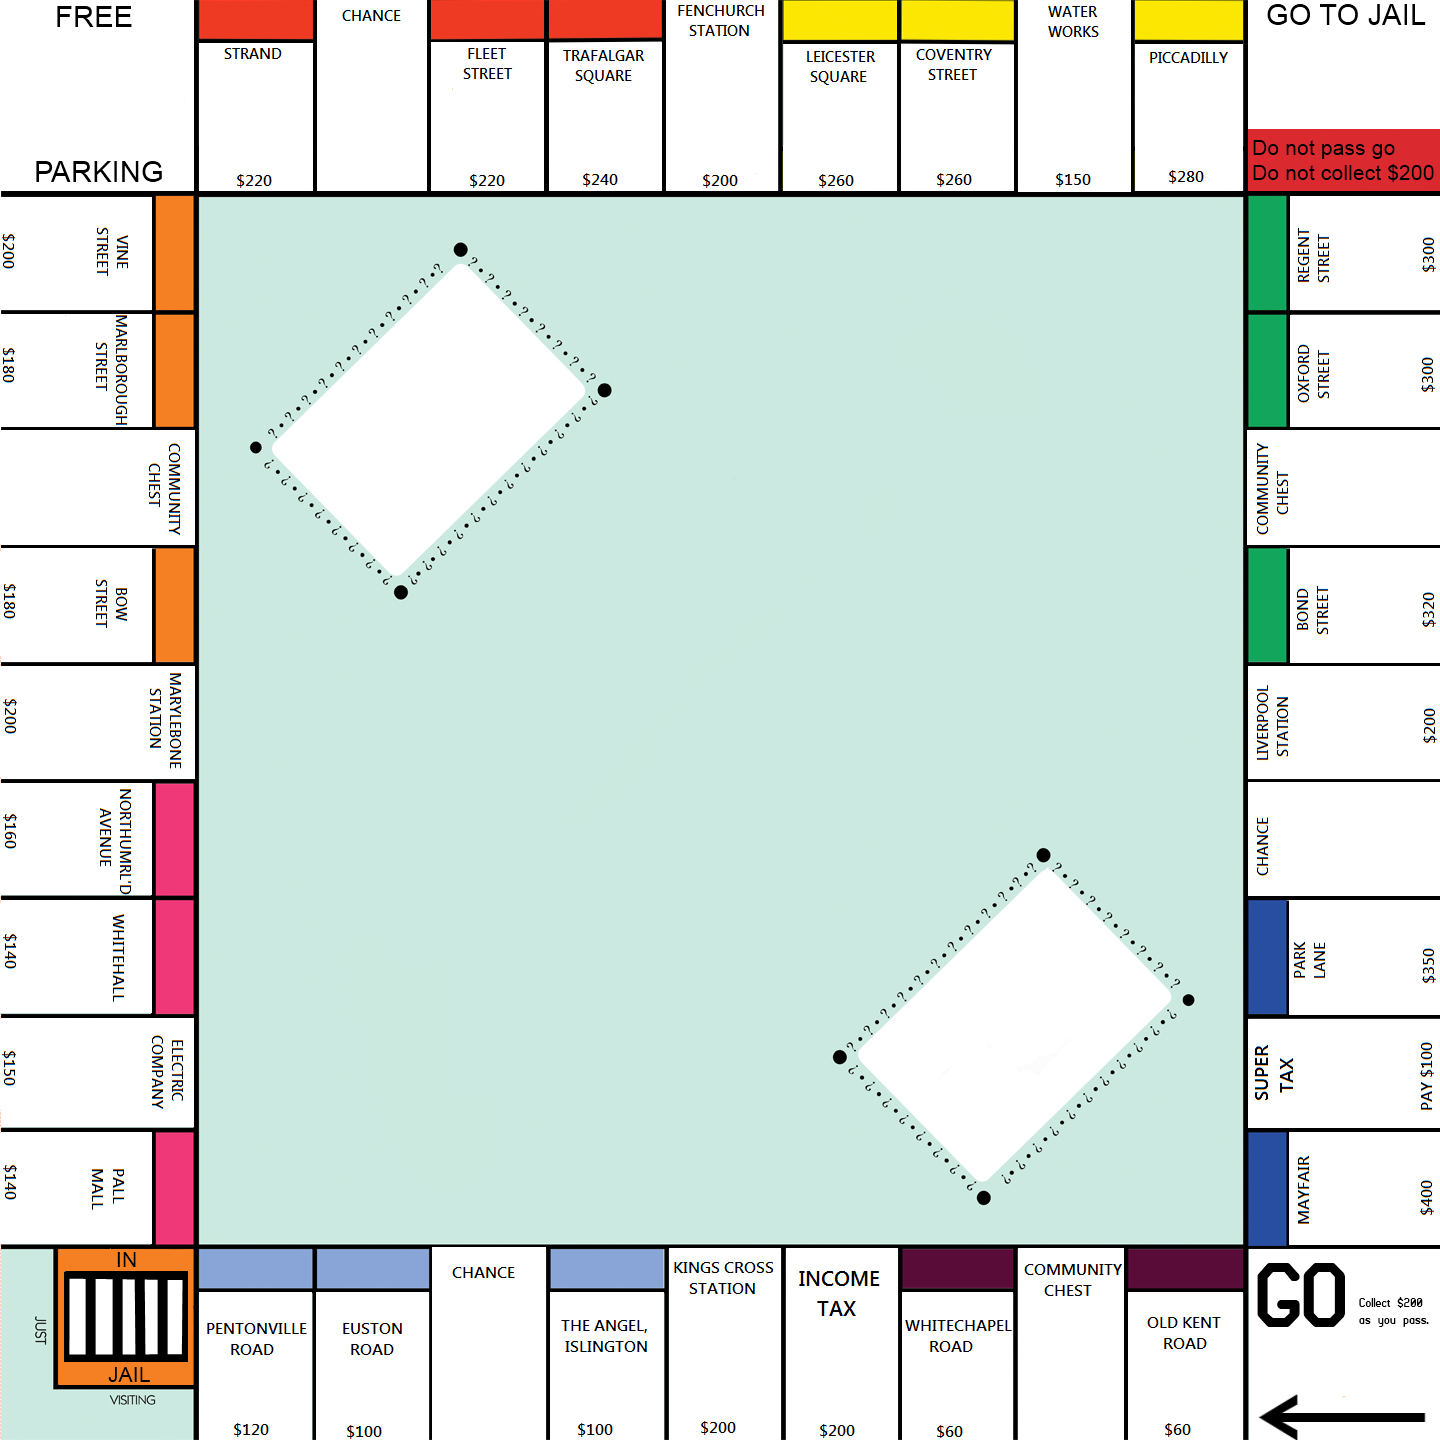 FREE
PARKING
STRAND
$220
CHANCE
FLEET
STREET
$220
TRAFALGAR
SQUARE
$240
FENCHURCH
STATION
$200
LEICESTER
SQUARE
$260
COVENTRY
STREET
$260
WATER
WORKS
$150
PICCADILLY
$280
GO TO JAIL
Do not pass go
Do not collect $200
REGENT
STREET
$300
OXFORD
STREET
$300
COMMUNITY
CHEST
BOND
STREET
$320
LIVERPOOL
STATION
$200
CHANCE
PARK
LANE
$350
SUPER
TAX
PAY $100
MAYFAIR
$400
GO
Collect $200
as you pass.
OLD KENT
ROAD
$60
COMMUNITY
CHEST
WHITECHAPEL
ROAD
$60
INCOME
TAX
$200
KINGS CROSS
STATION
$200
THE ANGEL,
ISLINGTON
$100
CHANCE
EUSTON
ROAD
$100
PENTONVILLE
ROAD
$120
IN
JAIL
JUST
VISITING
PALL
MALL
$140
ELECTRIC
COMPANY
$150
WHITEHALL
$140
NORTHUMRL'D
AVENUE
$160
MARYLEBONE
STATION
$200
BOW
STREET
$180
COMMUNITY
CHEST
MARLBOROUGH
STREET
$180
VINE
STREET
$200